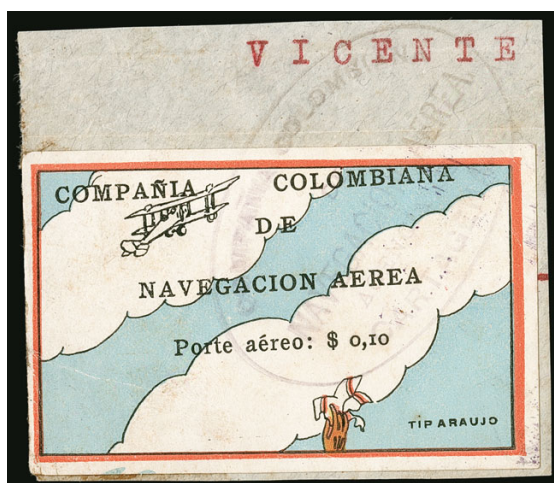 VICENTE
COMPAÑIA COLOMBIANA
DE
NAVEGACION AEREA
Porte aéreo: $ 0,10
TIP ARAUJO